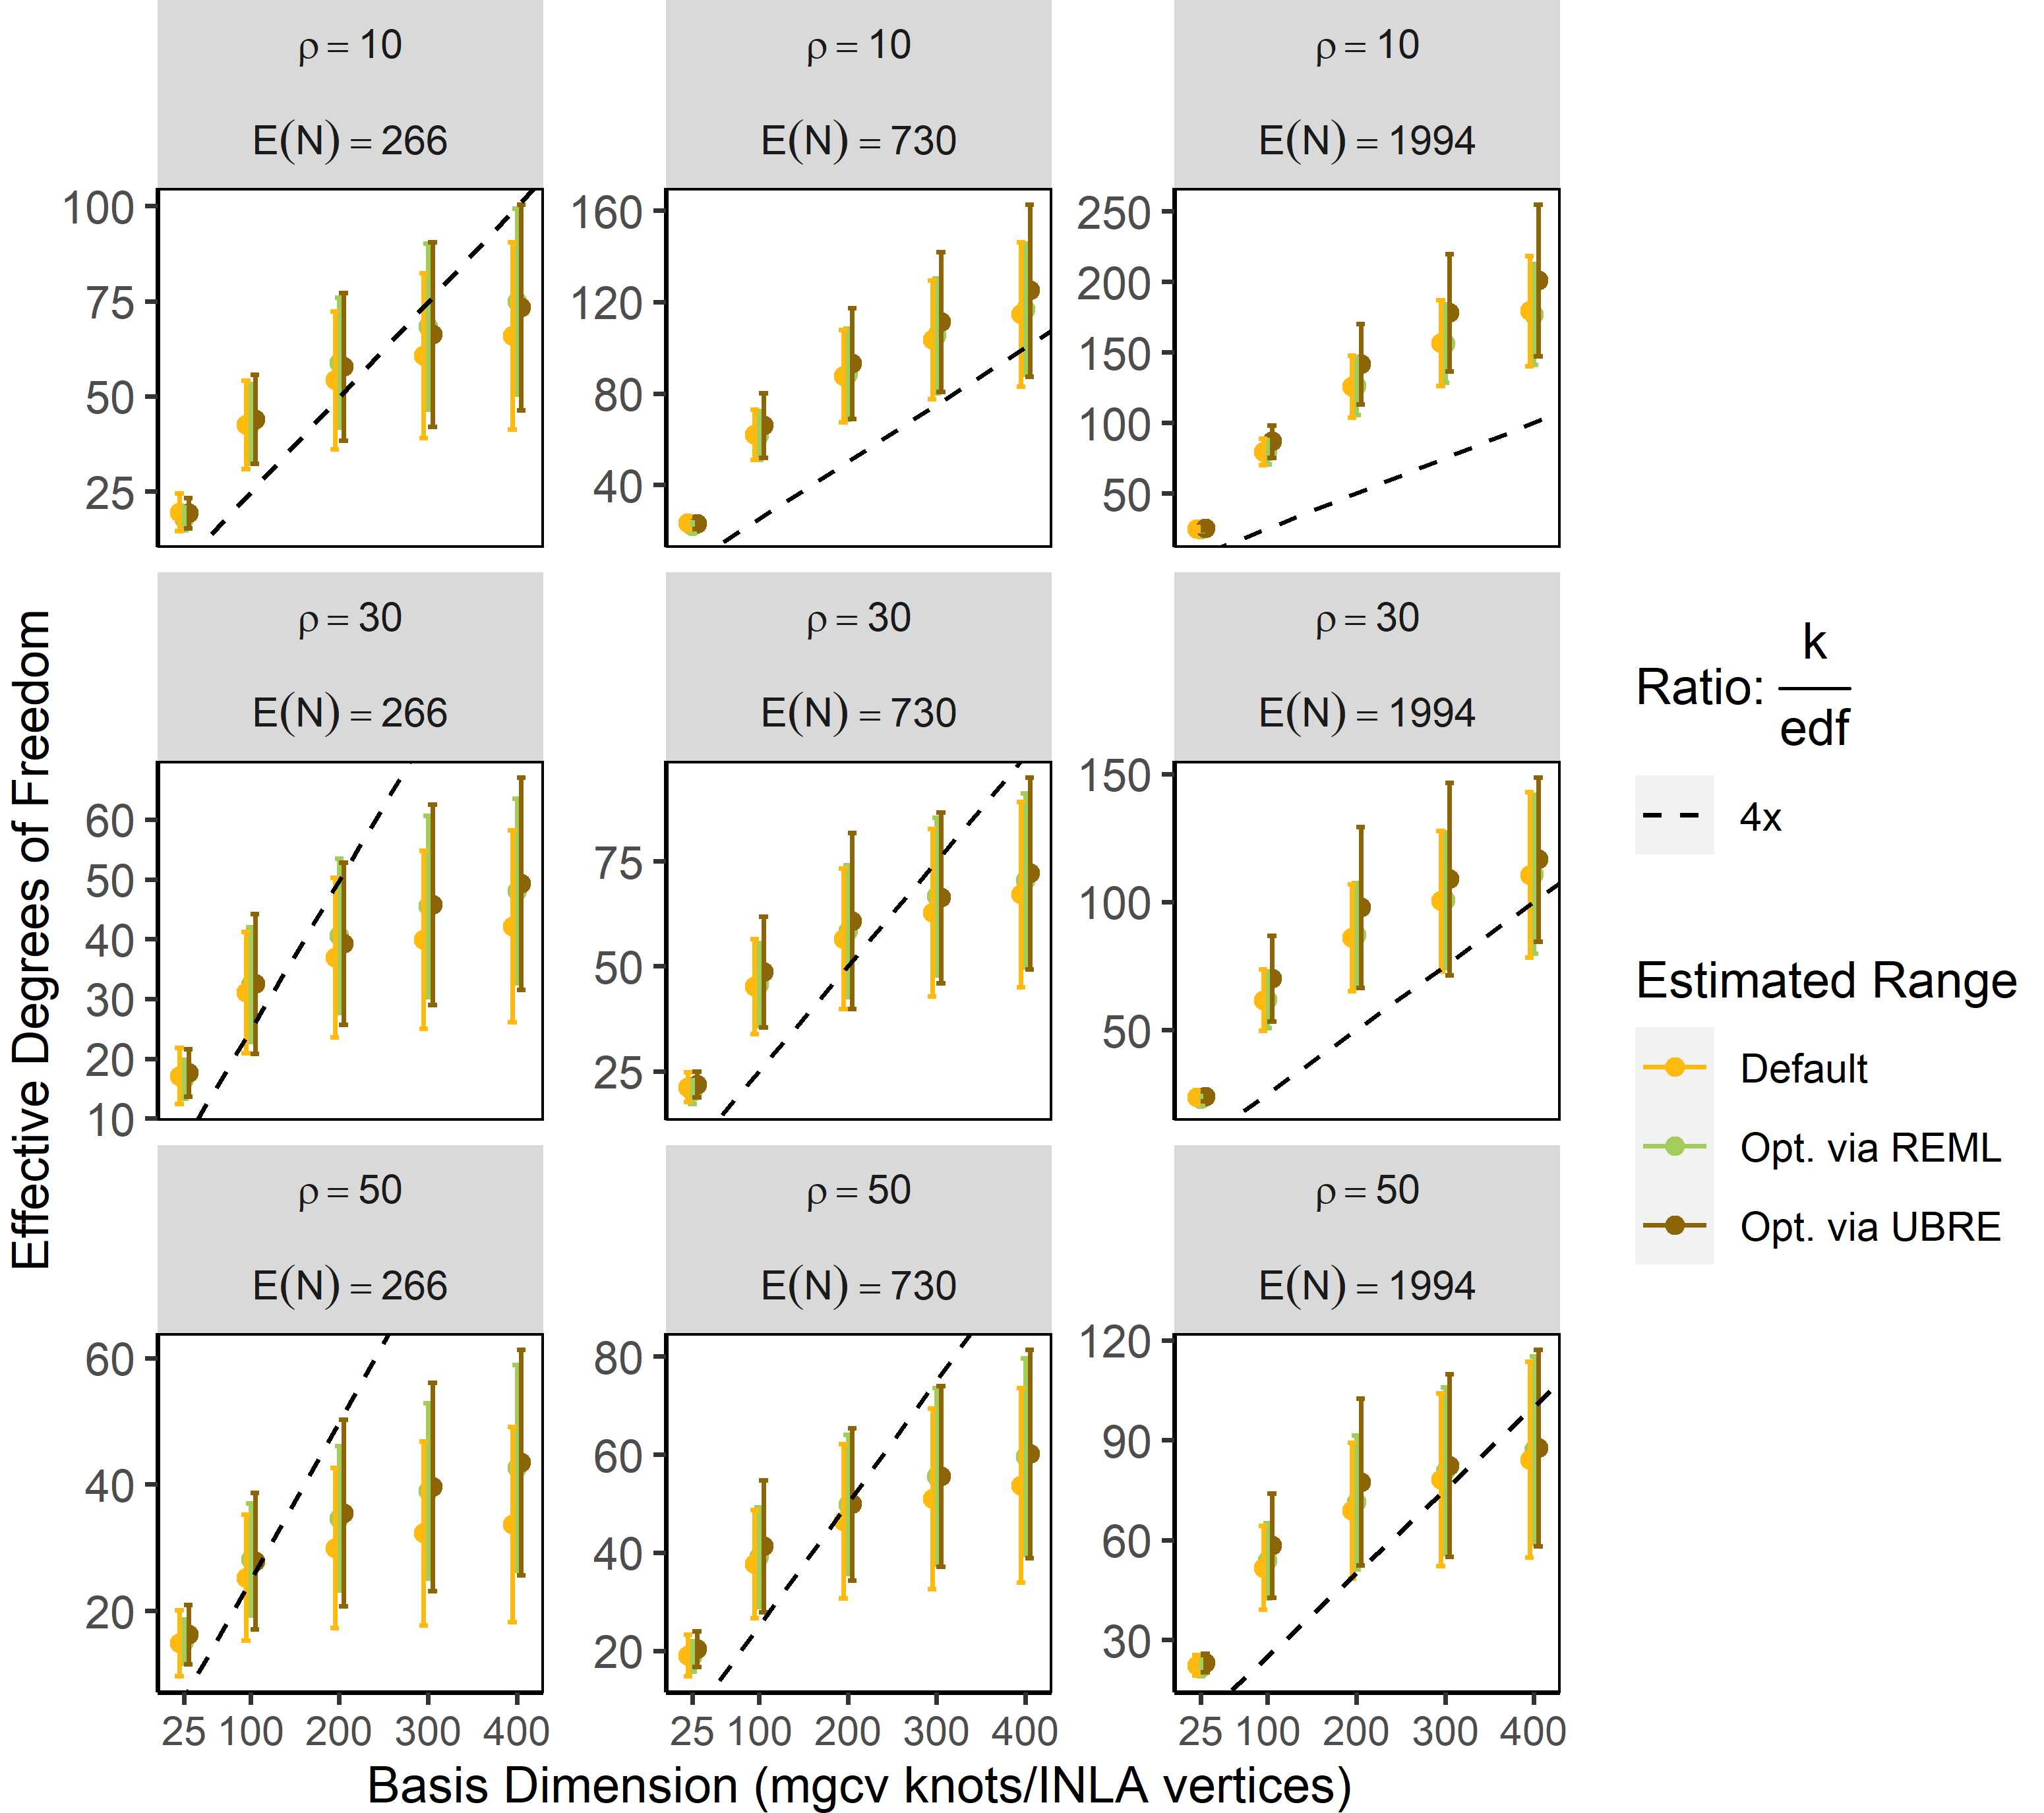 ρ = 10
E(N) = 266
ρ = 10
E(N) = 730
ρ = 10
E(N) = 1994
100
75
50
25
160
120
80
40
250
200
150
100
50
ρ = 30
E(N) = 266
ρ = 30
E(N) = 730
ρ = 30
E(N) = 1994
60
50
40
30
20
10
75
50
25
150
100
50
ρ = 50
E(N) = 266
ρ = 50
E(N) = 730
ρ = 50
E(N) = 1994
60
40
20
80
60
40
20
120
90
60
30
25 100 200 300 400
25 100 200 300 400
25 100 200 300 400
Basis Dimension (mgcv knots/INLA vertices)
Effective Degrees of Freedom
Ratio: k
edf
4x
Estimated Range
Default
Opt. via REML
Opt. via UBRE